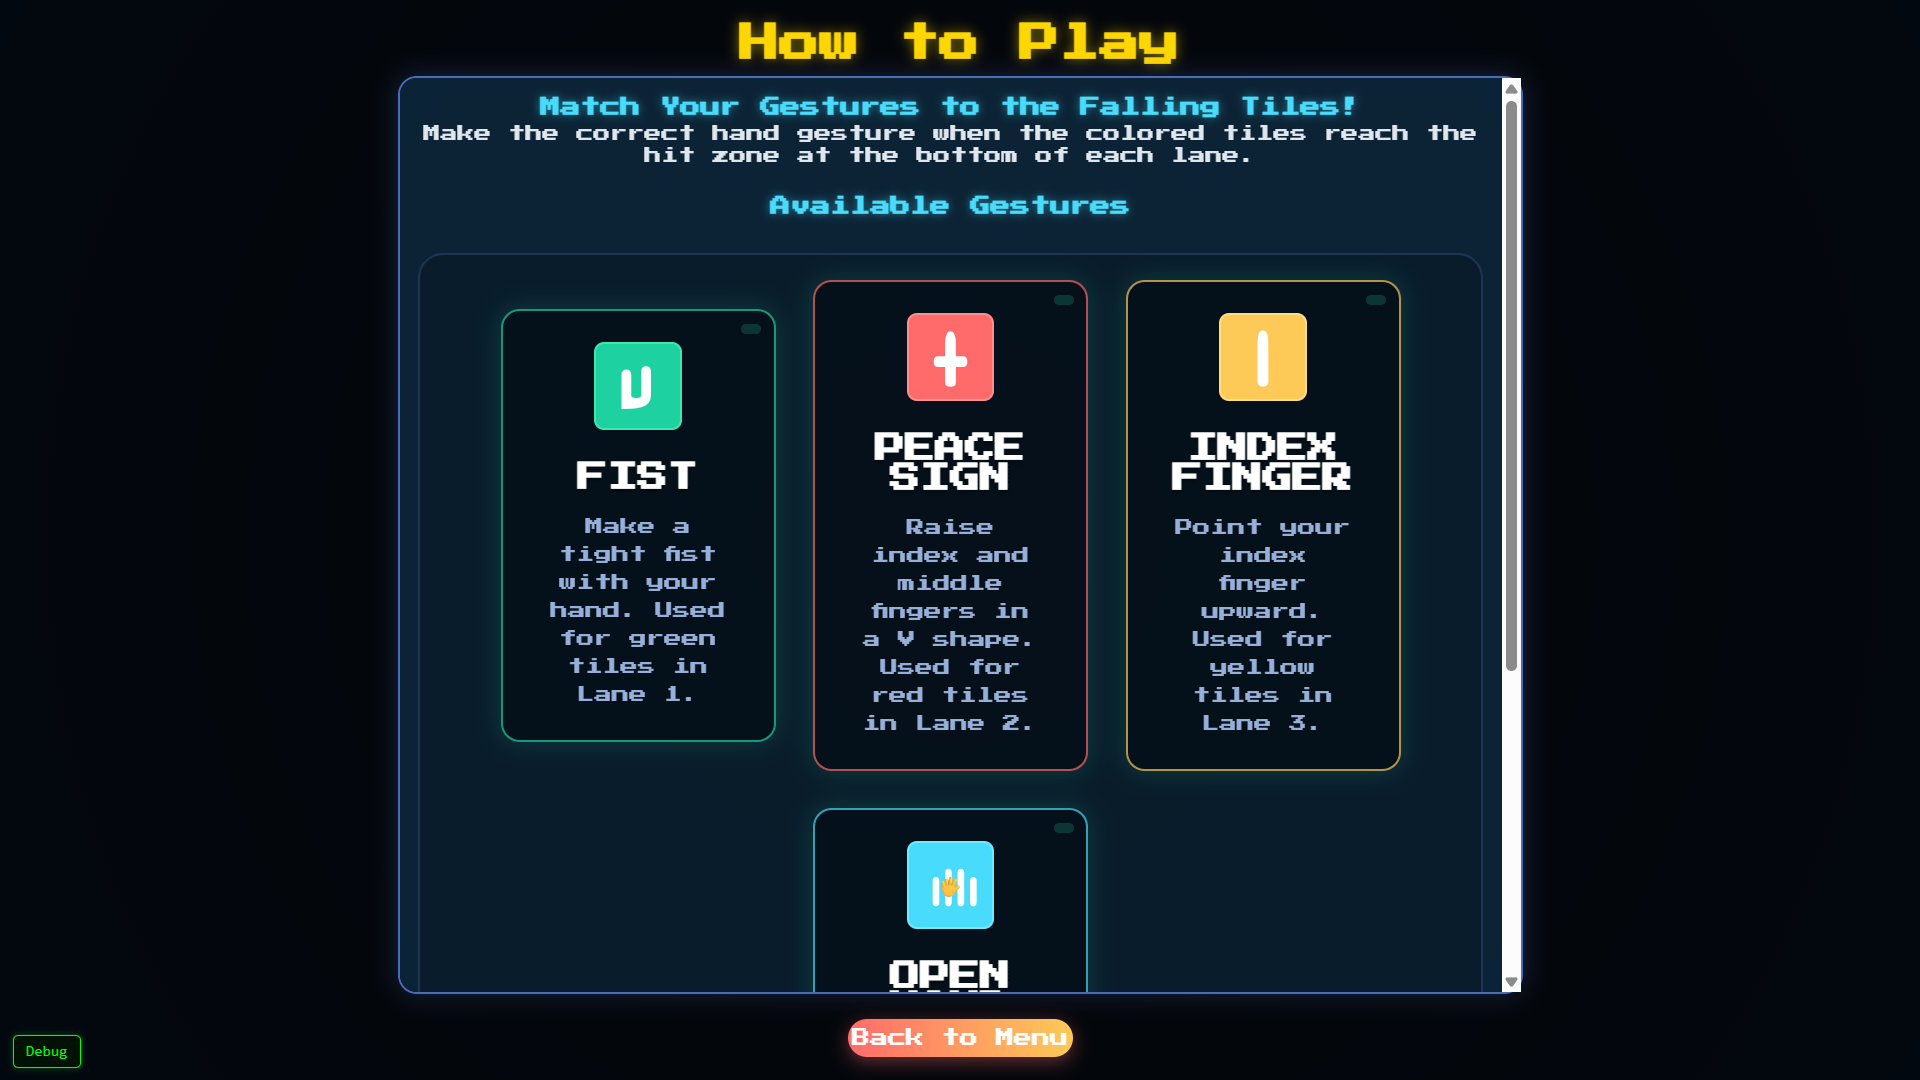 How to Play
Match Your Gestures to the Falling Tiles!
Make the correct hand gesture when the colored tiles reach the
hit zone at the bottom of each lane.
Available Gestures
FIST
Make a
tight fist
with your
hand. Used
for green
tiles in
Lane 1.
PEACE
SIGN
Raise
index and
middle
fingers in
a V shape.
Used for
red tiles
in Lane 2.
INDEX
FINGER
Point your
index
finger
upward.
Used for
yellow
tiles in
Lane 3.
OPEN
Back to Menu
Debug